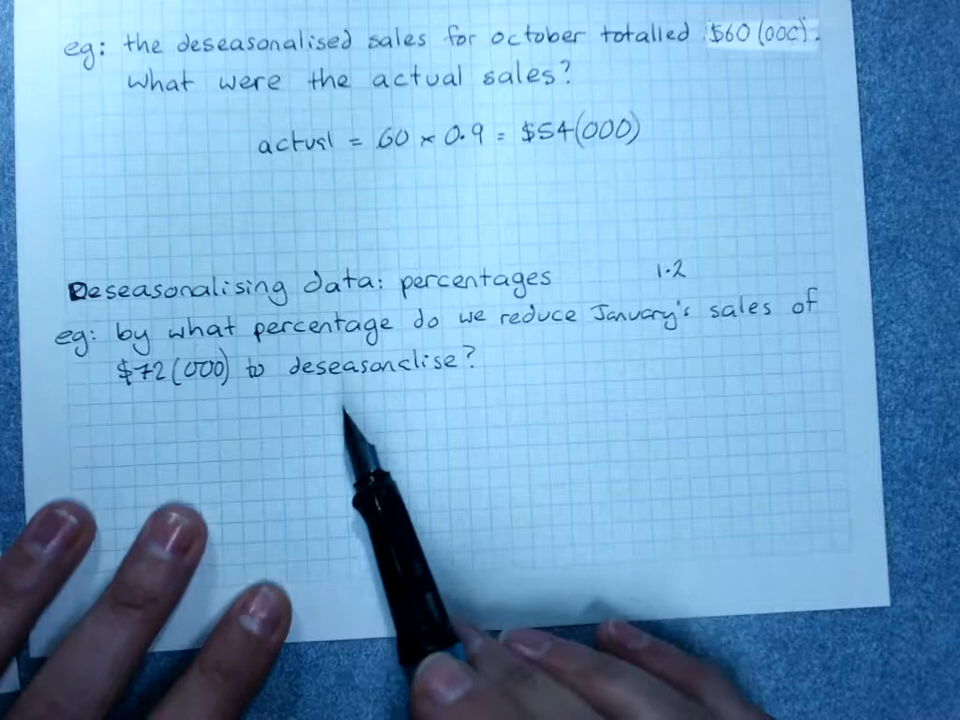 eg: the deseasonalised sales for october totalled $60(000).
What were the actual sales?
actual = 60 × 0.9 = $54(000)
Deseasonalising data: percentages 1.2
eg: by what percentage do we reduce January's sales of
$72(000) to deseasonalise?